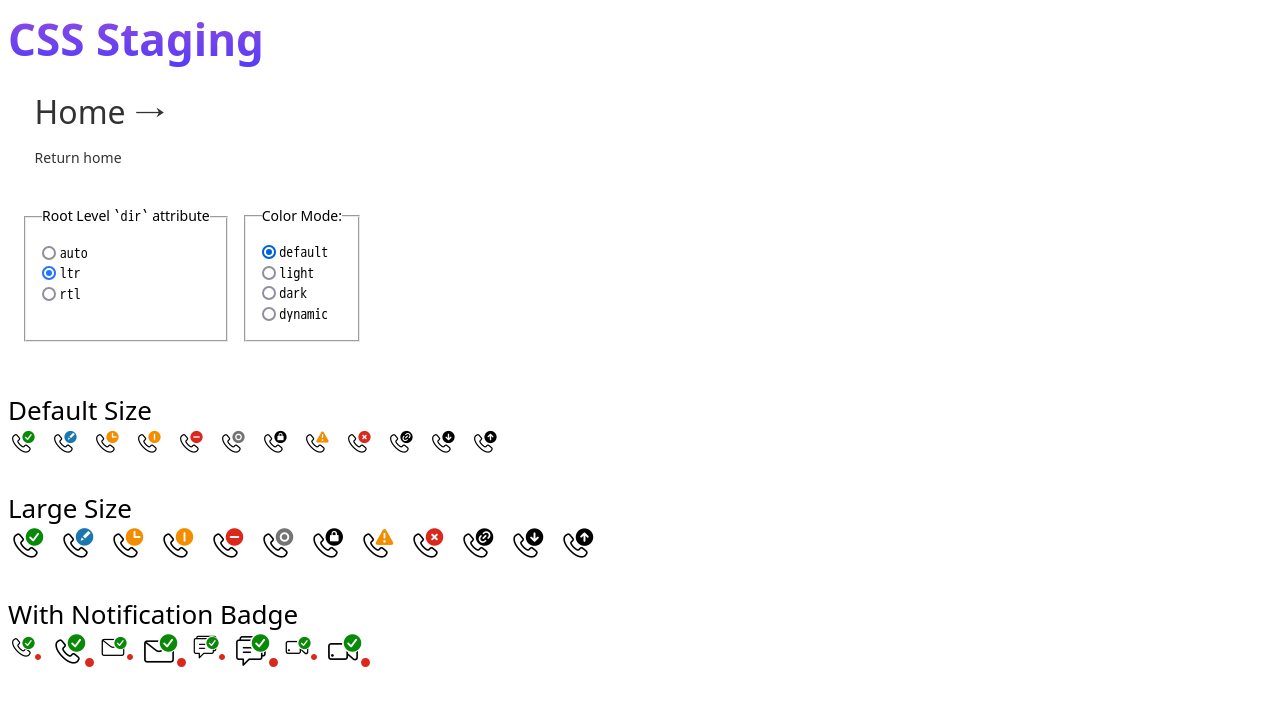 CSS Staging
Home →
Return home
Root Level `dir` attribute
auto
ltr
rtl
Color Mode:
default
light
dark
dynamic
Default Size
Large Size
With Notification Badge